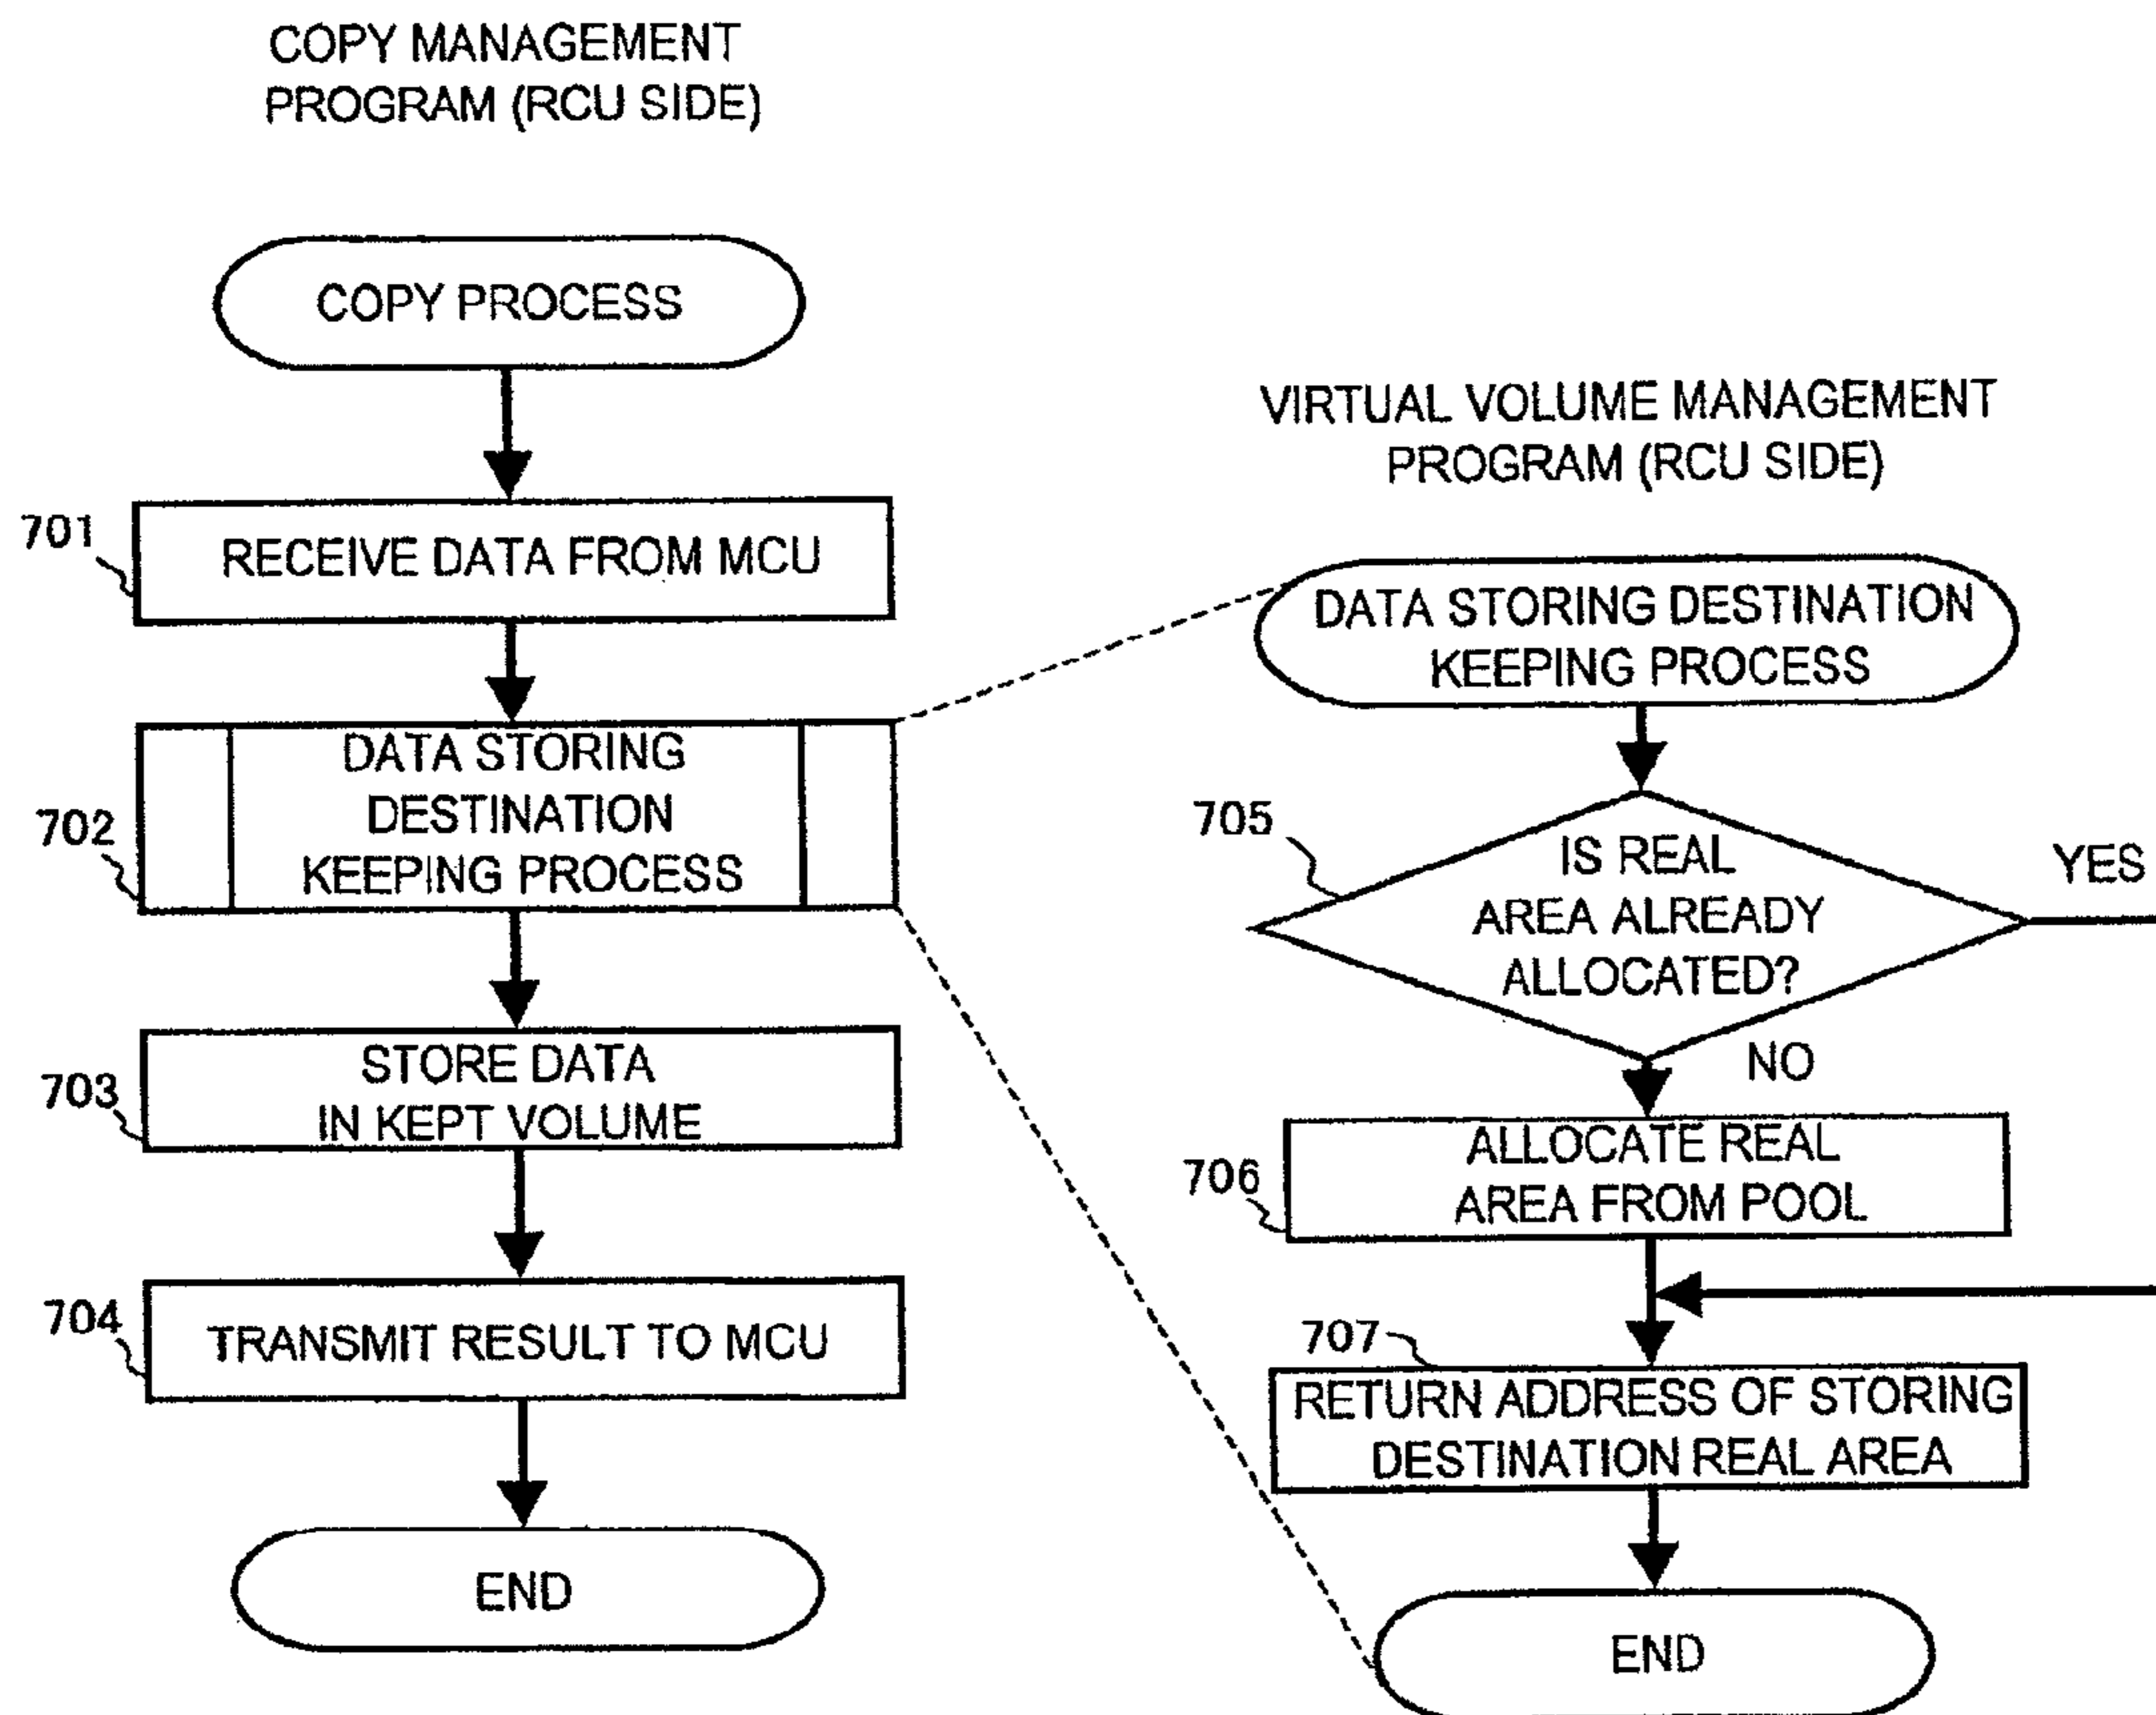 COPY MANAGEMENT
PROGRAM (RCU SIDE)
COPY PROCESS
701
RECEIVE DATA FROM MCU
702
DATA STORING
DESTINATION
KEEPING PROCESS
703
STORE DATA
IN KEPT VOLUME
704
TRANSMIT RESULT TO MCU
END
VIRTUAL VOLUME MANAGEMENT
PROGRAM (RCU SIDE)
DATA STORING DESTINATION
KEEPING PROCESS
705
IS REAL
AREA ALREADY
ALLOCATED?
YES
NO
706
ALLOCATE REAL
AREA FROM POOL
707
RETURN ADDRESS OF STORING
DESTINATION REAL AREA
END